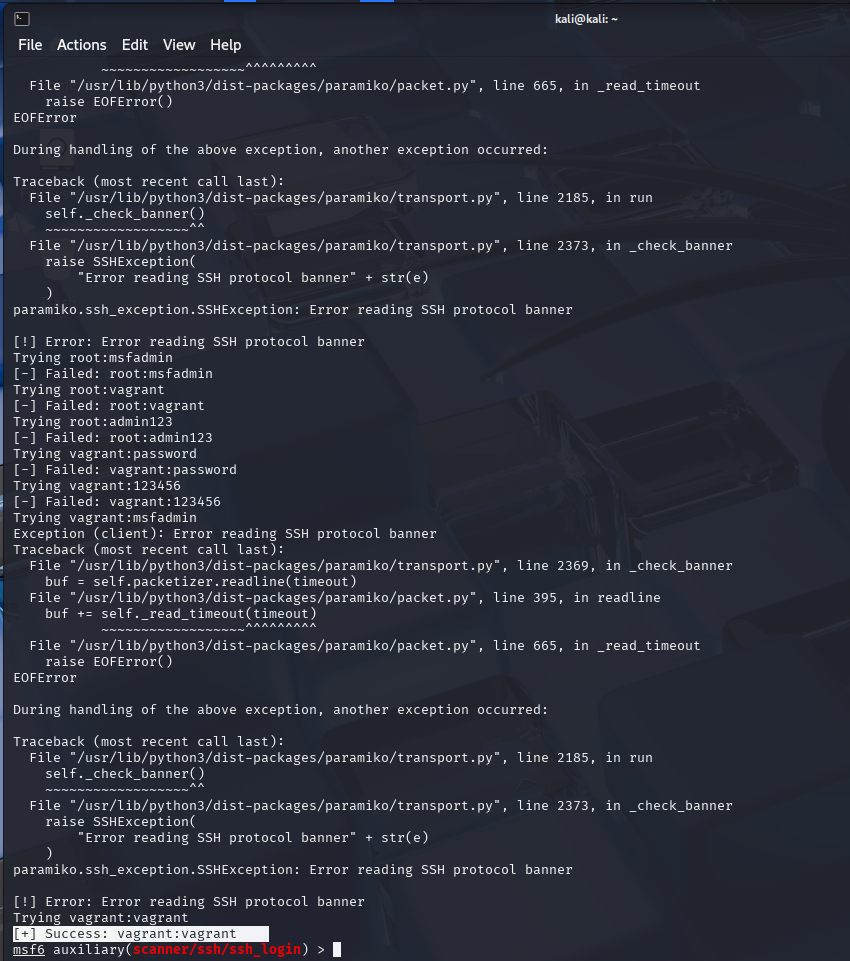 kali@kali: ~
File Actions Edit View Help
~~~~~~~~~~~~~~~~~~^^^^^^^^^
File "/usr/lib/python3/dist-packages/paramiko/packet.py", line 665, in _read_timeout
raise EOFError()
EOFError
During handling of the above exception, another exception occurred:
Traceback (most recent call last):
File "/usr/lib/python3/dist-packages/paramiko/transport.py", line 2185, in run
self._check_banner()
~~~~~~~~~~~~~~~~~~^^
File "/usr/lib/python3/dist-packages/paramiko/transport.py", line 2373, in _check_banner
raise SSHException(
"Error reading SSH protocol banner" + str(e)
)
paramiko.ssh_exception.SSHException: Error reading SSH protocol banner
[!] Error: Error reading SSH protocol banner
Trying root:msfadmin
[-] Failed: root:msfadmin
Trying root:vagrant
[-] Failed: root:vagrant
Trying root:admin123
[-] Failed: root:admin123
Trying vagrant:password
[-] Failed: vagrant:password
Trying vagrant:123456
[-] Failed: vagrant:123456
Trying vagrant:msfadmin
Exception (client): Error reading SSH protocol banner
Traceback (most recent call last):
File "/usr/lib/python3/dist-packages/paramiko/transport.py", line 2369, in _check_banner
buf = self.packetizer.readline(timeout)
File "/usr/lib/python3/dist-packages/paramiko/packet.py", line 395, in readline
buf += self._read_timeout(timeout)
~~~~~~~~~~~~~~~~~~^^^^^^^^^
File "/usr/lib/python3/dist-packages/paramiko/packet.py", line 665, in _read_timeout
raise EOFError()
EOFError
During handling of the above exception, another exception occurred:
Traceback (most recent call last):
File "/usr/lib/python3/dist-packages/paramiko/transport.py", line 2185, in run
self._check_banner()
~~~~~~~~~~~~~~~~~~^^
File "/usr/lib/python3/dist-packages/paramiko/transport.py", line 2373, in _check_banner
raise SSHException(
"Error reading SSH protocol banner" + str(e)
)
paramiko.ssh_exception.SSHException: Error reading SSH protocol banner
[!] Error: Error reading SSH protocol banner
Trying vagrant:vagrant
[+] Success: vagrant:vagrant
msf6 auxiliary(scanner/ssh/ssh_login) >